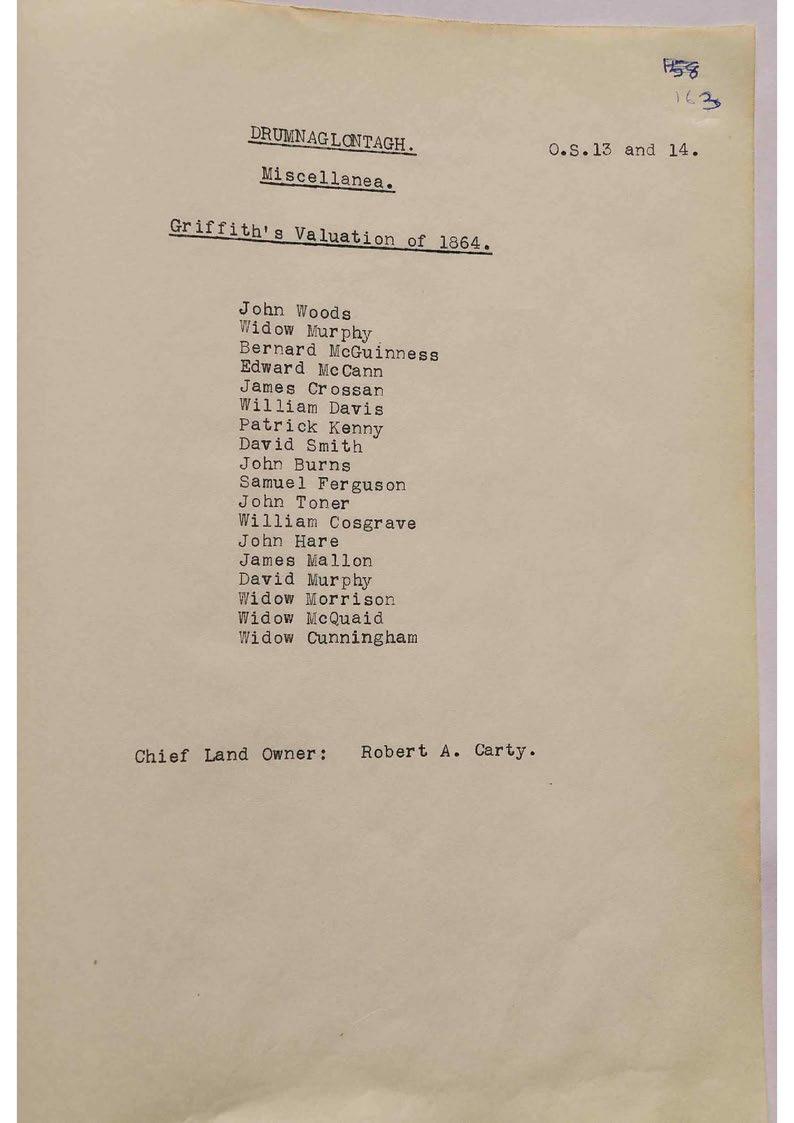 158
163
DRUMNAGLONTAGH.
O.S.13 and 14.
Miscellanea.
Griffith's Valuation of 1864.
John Woods
Widow Murphy
Bernard McGuinness
Edward McCann
James Crossan
William Davis
Patrick Kenny
David Smith
John Burns
Samuel Ferguson
John Toner
William Cosgrave
John Hare
James Mallon
David Murphy
Widow Morrison
Widow McQuaid
Widow Cunningham
Chief Land Owner: Robert A. Carty.